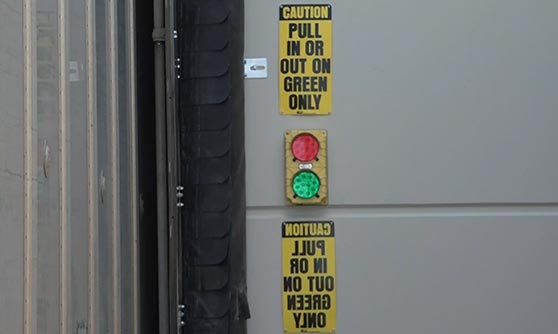 CAUTION
PULL
IN OR
OUT ON
GREEN
ONLY
CAUTION
PULL
IN OR
OUT ON
GREEN
ONLY